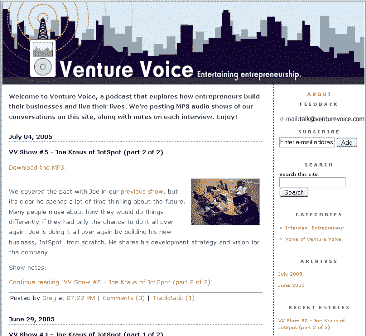 Venture Voice Entertaining entrepreneurship.
Welcome to Venture Voice, a podcast that explores how entrepreneurs build
their businesses and live their lives. We're posting MP3 audio shows of our
conversations on this site, along with notes on each interview. Enjoy!
July 04, 2005
VV Show #5 - Joe Kraus of JotSpot (part 2 of 2)
Download the MP3.
We covered the past with Joe in our previous show, but
it's clear he spends a lot of time thinking about the future.
Many people muse about how they would do things
differently if they had only the chance to do it all over
again. Joe is doing it all over again by building his new
business, JotSpot, from scratch. He shares his development strategy and vision for
the company.
Show notes:
Continue reading "VV Show #5 - Joe Kraus of JotSpot (part 2 of 2)"
Posted by Greg at 07:22 PM | Comments (3) | TrackBack (1)
June 29, 2005
VV Show #4 - Joe Kraus of JotSpot (part 1 of 2)
ABOUT
FEEDBACK
e-mail: talk@venturevoice.com
SUBSCRIBE
Enter e-mail address Add
SEARCH
Search this site:
Search
CATEGORIES
> Interview Entrepreneur
> Voice of Venture Voice
ARCHIVES
July 2005
June 2005
RECENT ENTRIES
Joe Kraus of
JotSpot (part 2 of 2)